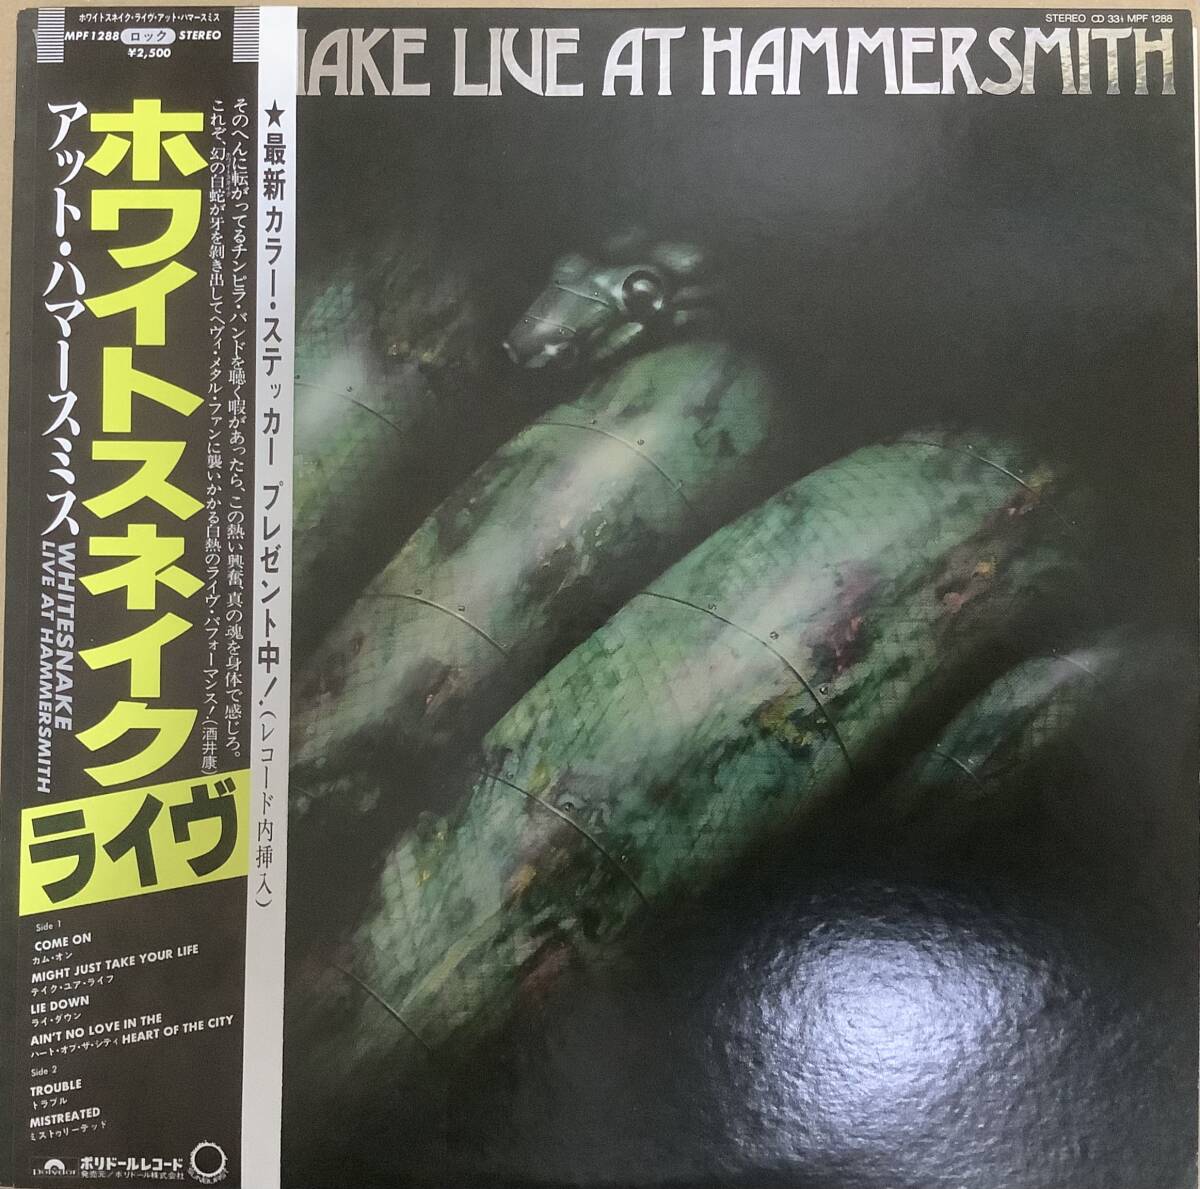 ホワイトスネイク・ライヴ・アット・ハマースミス
MPF 1288 ロック STEREO
¥2,500
STEREO CD 33⅓ MPF 1288
AKE LIVE AT HAMMERSMITH
★最新カラー・ステッカー プレゼント中!(レコード内挿入)
そのへんに転がってるチンピラ・バンドを聴く暇があったら、この熱い興奮、真の魂を身体で感じろ。
これぞ、幻の白蛇が牙を剝き出してヘヴィ・メタル・ファンに襲いかかる白熱のライヴ・パフォーマンス!(酒井康)
ホワイトスネイク
アット・ハマースミス
WHITESNAKE
LIVE AT HAMMERSMITH
ライヴ
Side 1
COME ON
カム・オン
MIGHT JUST TAKE YOUR LIFE
テイク・ユア・ライフ
LIE DOWN
ライ・ダウン
AIN'T NO LOVE IN THE
ハート・オブ・ザ・シティ HEART OF THE CITY
Side 2
TROUBLE
トラブル
MISTREATED
ミストゥリーテッド
Polydor
ポリドールレコード
発売元/ポリドール株式会社